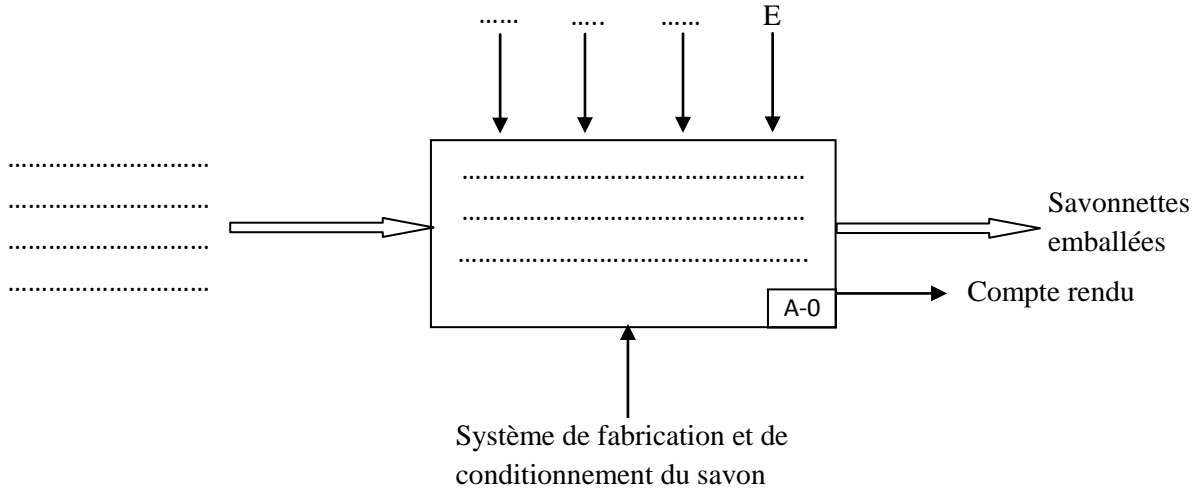 ...... ..... ...... E
.................................
.................................
.................................
.................................
.........................................................
.........................................................
..........................................................
Savonnettes
emballées
Compte rendu
A-0
Système de fabrication et de
conditionnement du savon